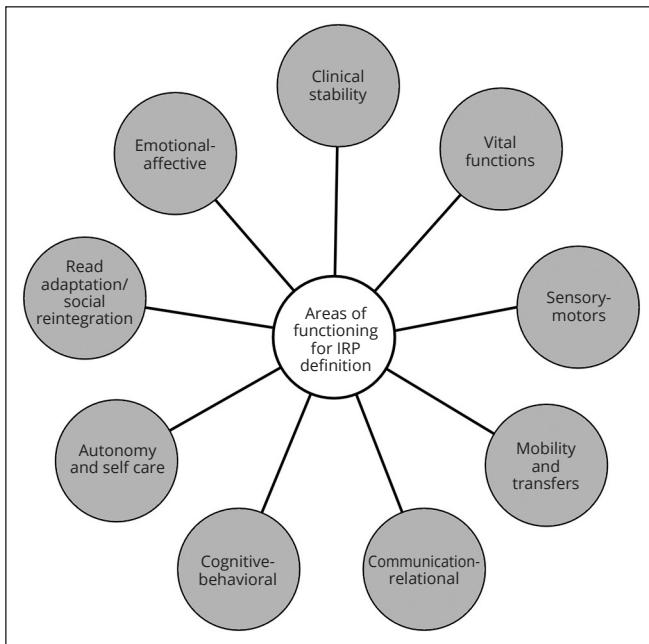 Clinical
stability
Vital
functions
Sensory-
motors
Mobility
and
transfers
Communication-
relational
Cognitive-
behavioral
Autonomy
and self care
Read
adaptation/
social
reintegration
Emotional-
affective
Areas of
functioning
for IRP
definition